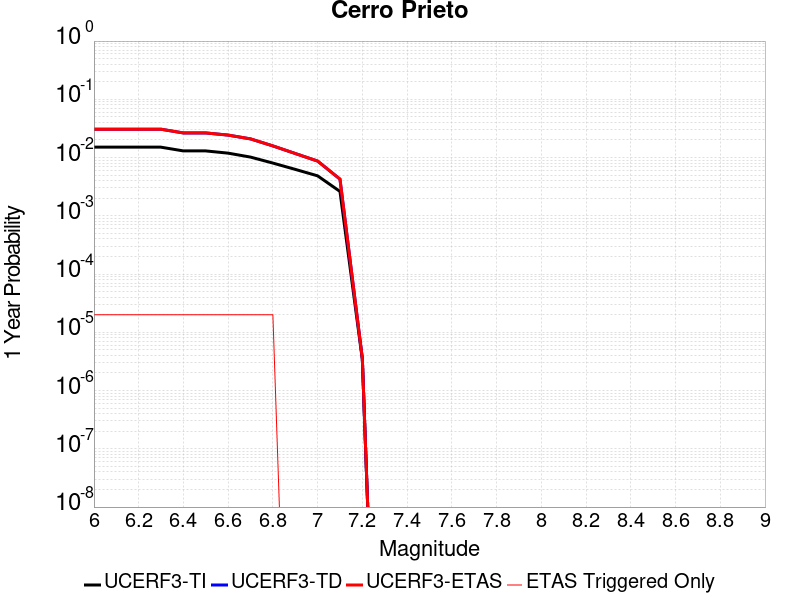 Cerro Prieto
10^0
10^-1
10^-2
10^-3
10^-4
10^-5
10^-6
10^-7
10^-8
1 Year Probability
6 6.2 6.4 6.6 6.8 7 7.2 7.4 7.6 7.8 8 8.2 8.4 8.6 8.8 9
Magnitude
UCERF3-TI UCERF3-TD UCERF3-ETAS ETAS Triggered Only